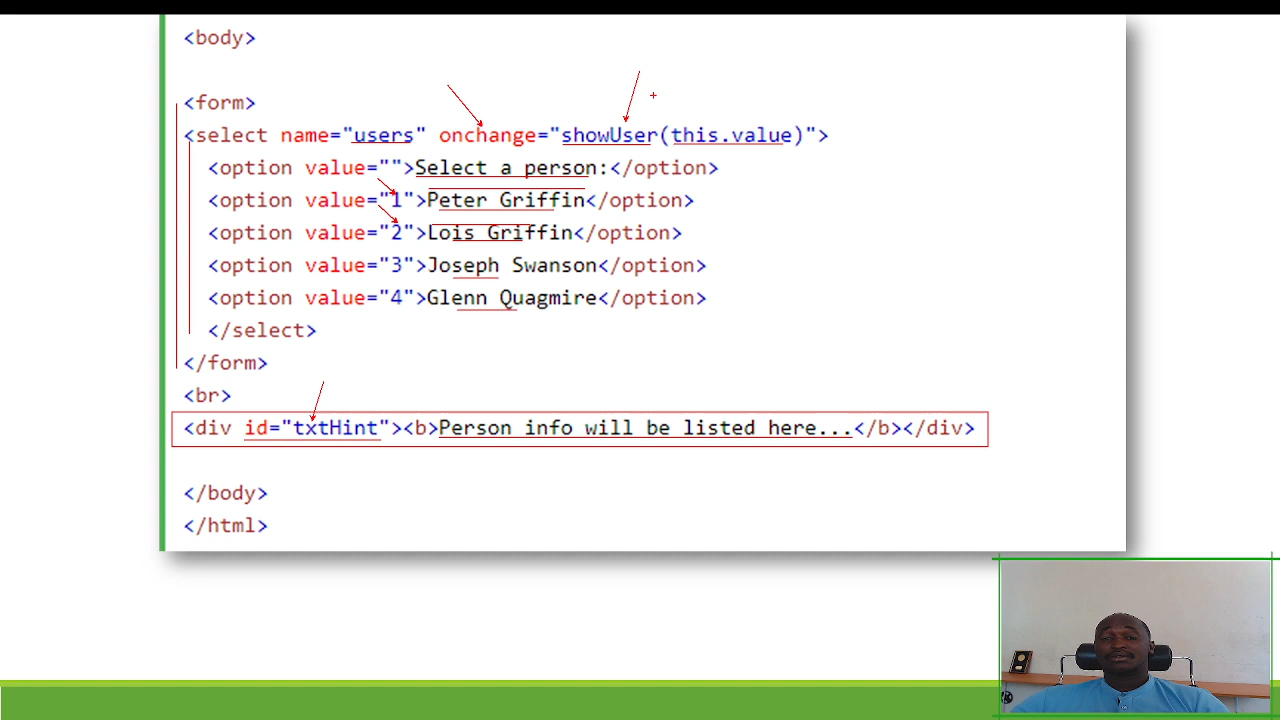 <body>
<form>
<select name="users" onchange="showUser(this.value)">
<option value="">Select a person:</option>
<option value="1">Peter Griffin</option>
<option value="2">Lois Griffin</option>
<option value="3">Joseph Swanson</option>
<option value="4">Glenn Quagmire</option>
</select>
</form>
<br>
<div id="txtHint"><b>Person info will be listed here...</b></div>
</body>
</html>